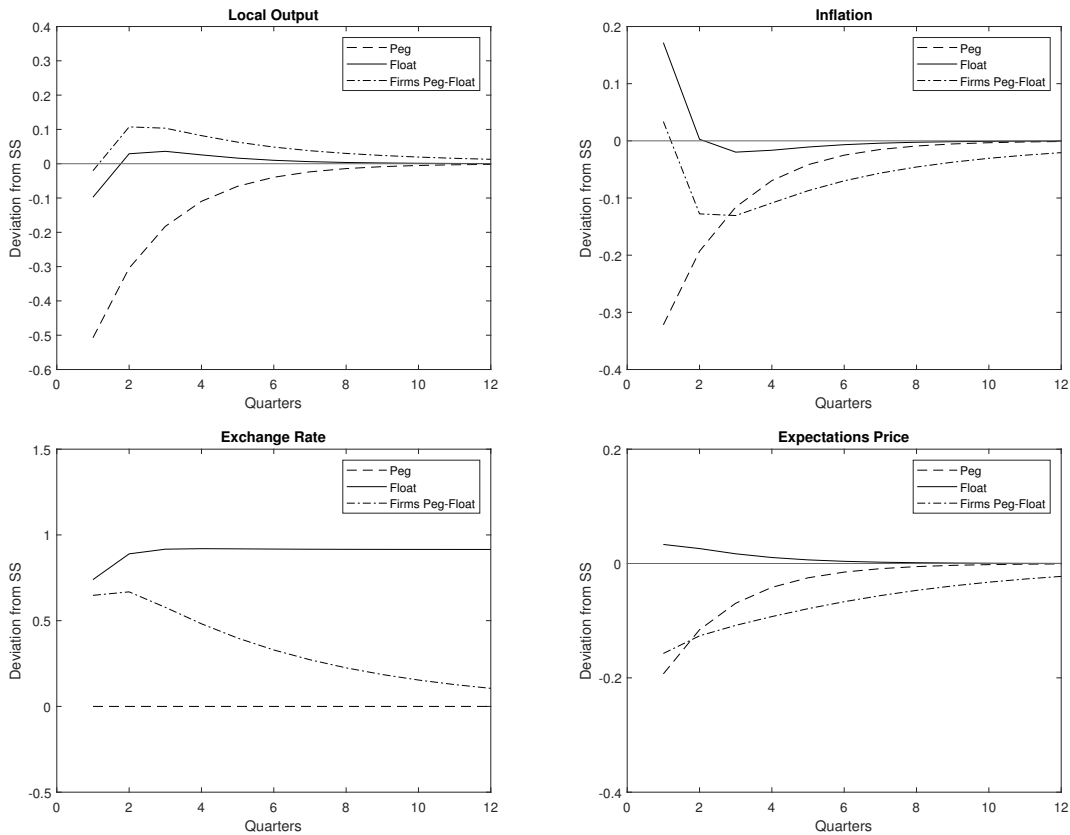 Local Output
Deviation from SS
0.4
0.3
0.2
0.1
0
-0.1
-0.2
-0.3
-0.4
-0.5
-0.6
Peg
Float
Firms Peg-Float
0 2 4 6 8 10 12
Quarters
Inflation
Deviation from SS
0.2
0.1
0
-0.1
-0.2
-0.3
-0.4
Peg
Float
Firms Peg-Float
0 2 4 6 8 10 12
Quarters
Exchange Rate
Deviation from SS
1.5
1
0.5
0
-0.5
Peg
Float
Firms Peg-Float
0 2 4 6 8 10 12
Quarters
Expectations Price
Deviation from SS
0.2
0
-0.2
-0.4
Peg
Float
Firms Peg-Float
0 2 4 6 8 10 12
Quarters